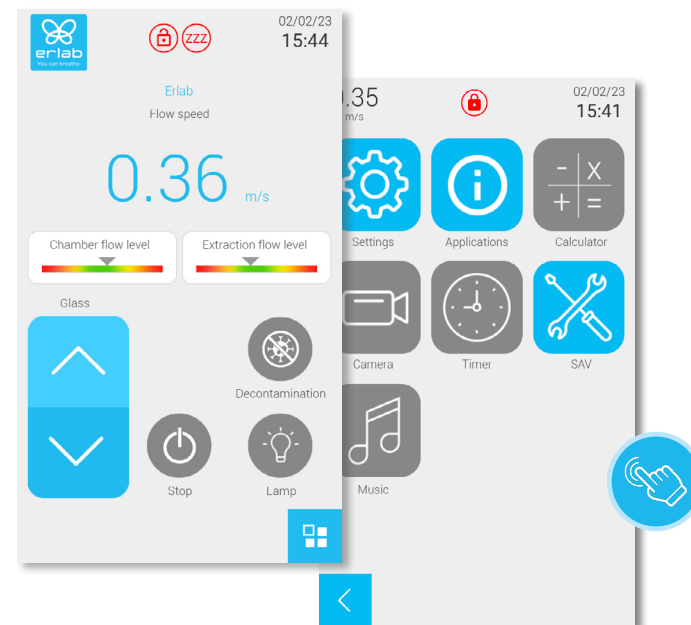 erlab
You can breathe.
ZZZ
02/02/23
15:44
Erlab
Flow speed
0.36 m/s
Chamber flow level
Extraction flow level
Glass
Decontamination
Stop
Lamp
.35
m/s
02/02/23
15:41
Settings
Applications
Calculator
Camera
Timer
SAV
Music